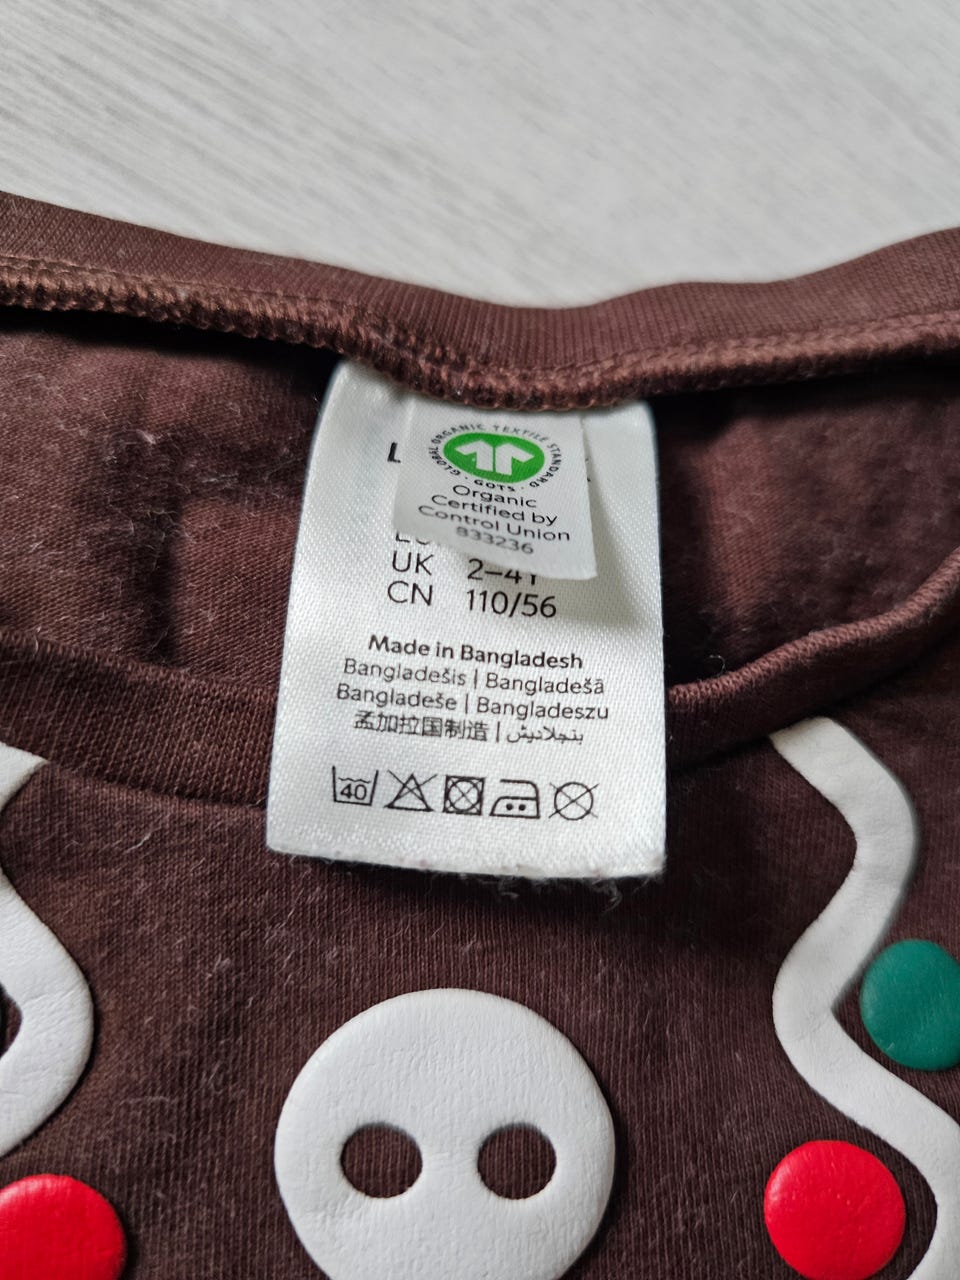 GLOBAL ORGANIC TEXTILE STANDARD
· GOTS ·
Organic
Certified by
Control Union
833236
L
UK 2–4Y
CN 110/56
Made in Bangladesh
Bangladešis | Bangladešā
Bangladeše | Bangladeszu
孟加拉国制造 | بنجلاديش
40